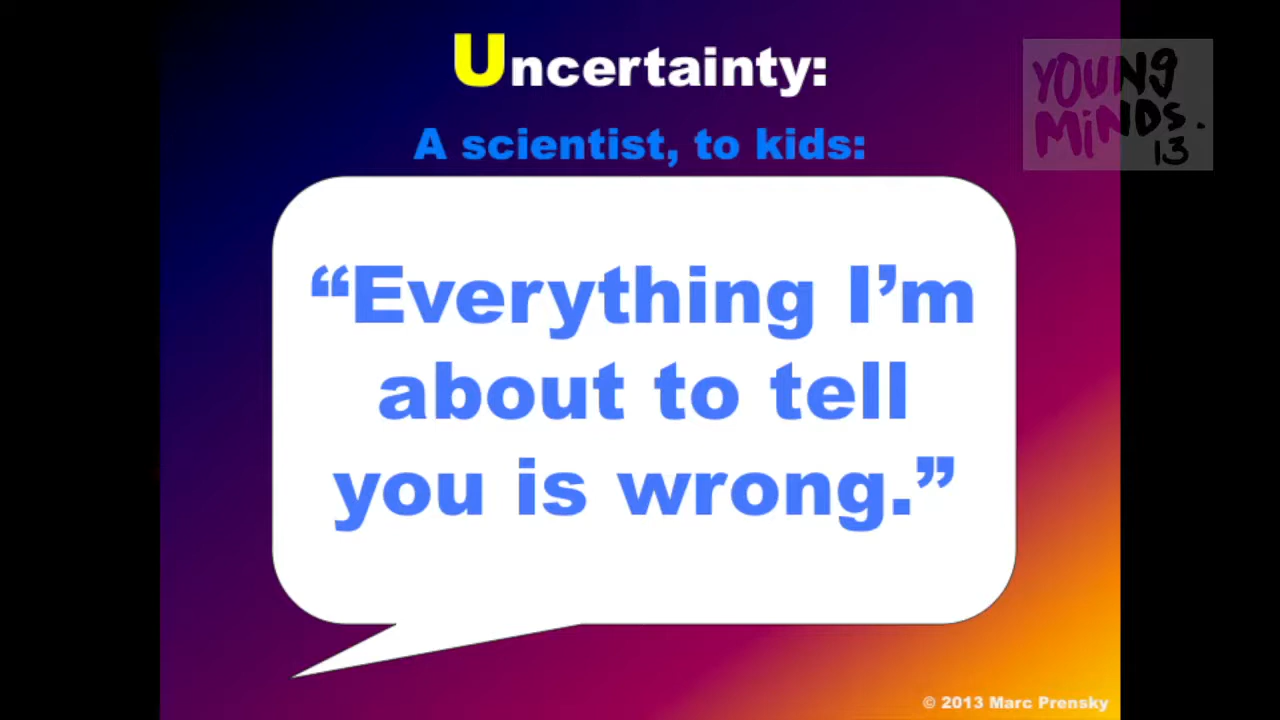 Uncertainty:
A scientist, to kids:
“Everything I’m
about to tell
you is wrong.”
YOUNG
MiNDS.
13
© 2013 Marc Prensky